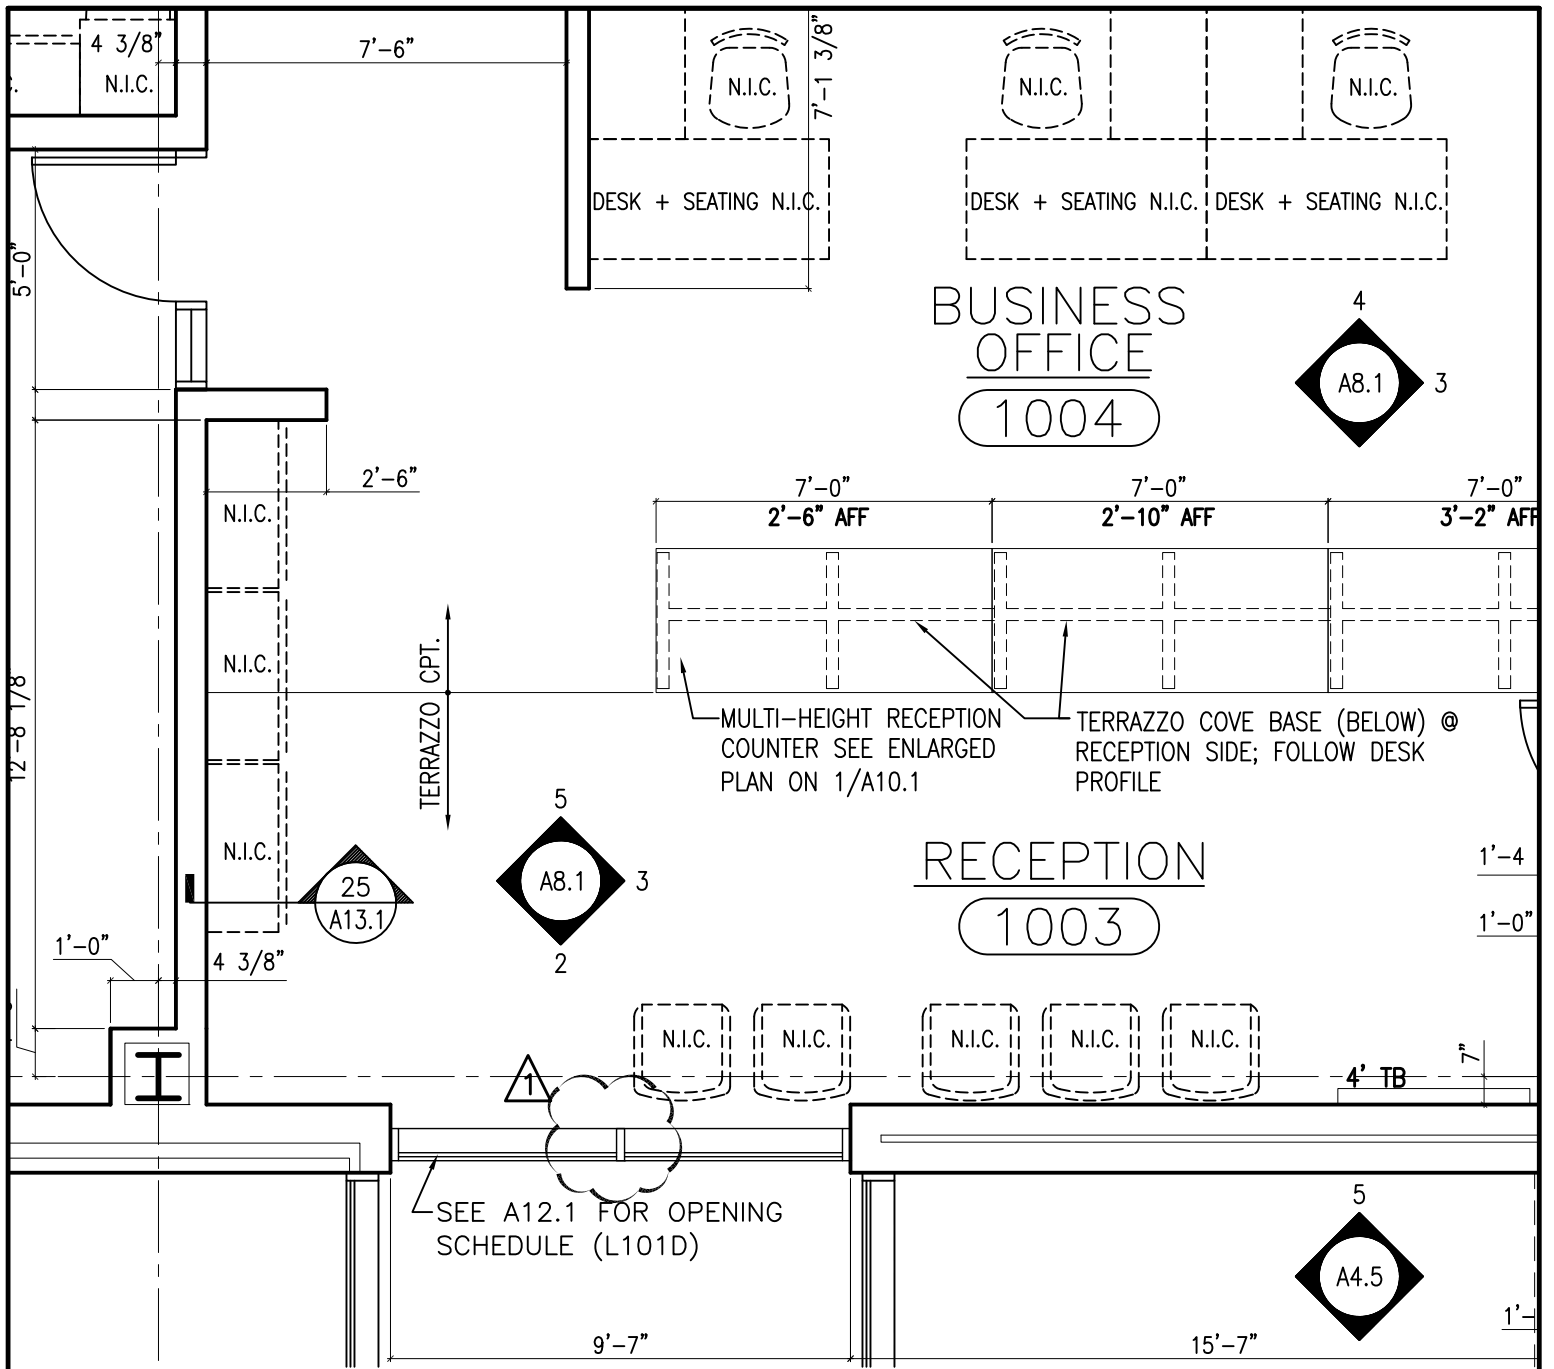 4 3/8"
7'-6"
7'-1 3/8"
N.I.C.
N.I.C.
N.I.C.
N.I.C.
DESK + SEATING N.I.C.
DESK + SEATING N.I.C.
DESK + SEATING N.I.C.
5'-0"
BUSINESS
OFFICE
1004
4
A8.1
3
2'-6"
N.I.C.
7'-0"
7'-0"
7'-0"
2'-6" AFF
2'-10" AFF
3'-2" AFF
N.I.C.
TERRAZZO CPT.
12'-8 1/8"
MULTI-HEIGHT RECEPTION
COUNTER SEE ENLARGED
PLAN ON 1/A10.1
TERRAZZO COVE BASE (BELOW) @
RECEPTION SIDE; FOLLOW DESK
PROFILE
N.I.C.
25
A13.1
5
A8.1
3
2
RECEPTION
1003
1'-4
1'-0"
1'-0"
4 3/8"
N.I.C.
N.I.C.
N.I.C.
N.I.C.
N.I.C.
1
4' TB
7"
SEE A12.1 FOR OPENING
SCHEDULE (L101D)
5
A4.5
9'-7"
15'-7"
1'-